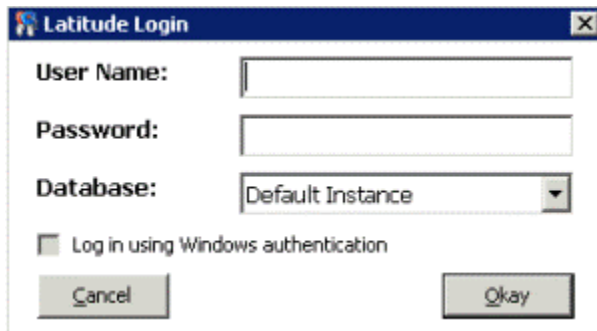 Latitude Login
User Name:
Password:
Database: Default Instance
Log in using Windows authentication
Cancel Okay